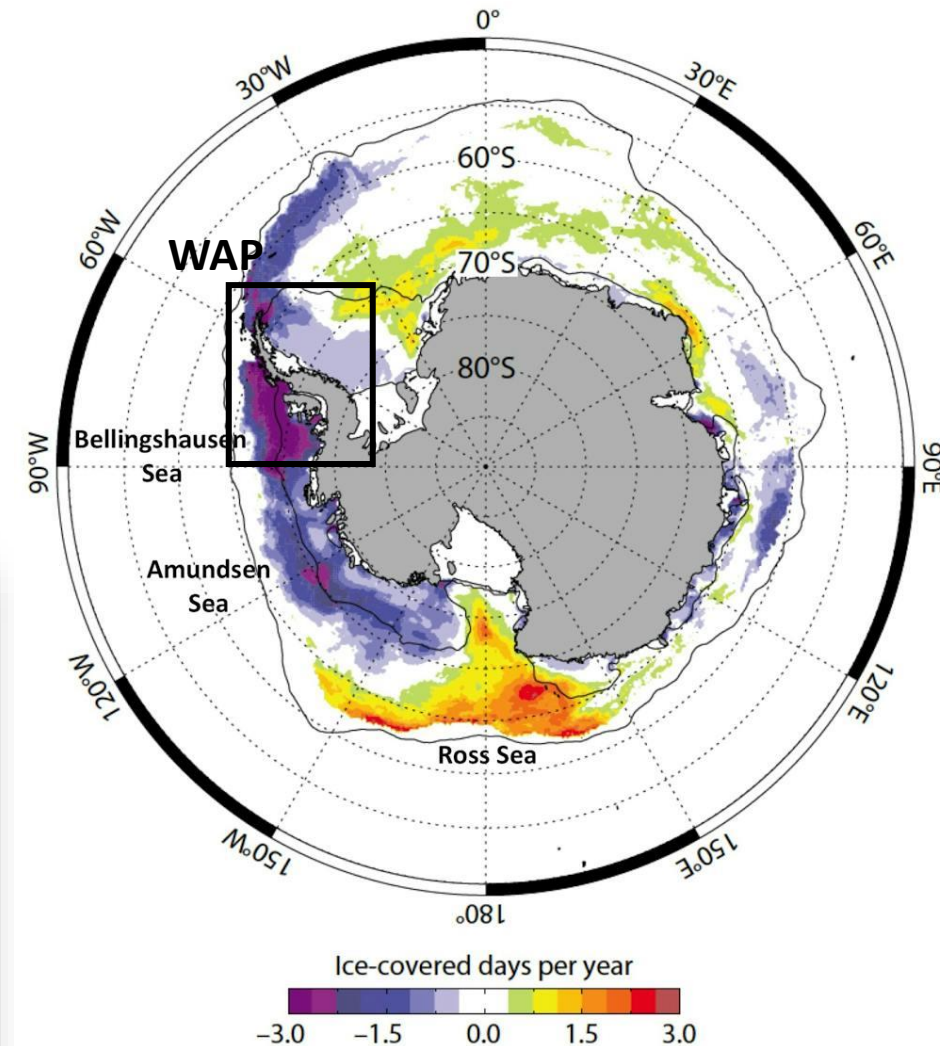 0°
30°W
30°E
60°S
60°W
60°E
WAP
70°S
80°S
90°W
Bellingshausen
Sea
90°E
Amundsen
Sea
120°W
120°E
Ross Sea
150°W
150°E
180°
Ice-covered days per year
−3.0 −1.5 0.0 1.5 3.0